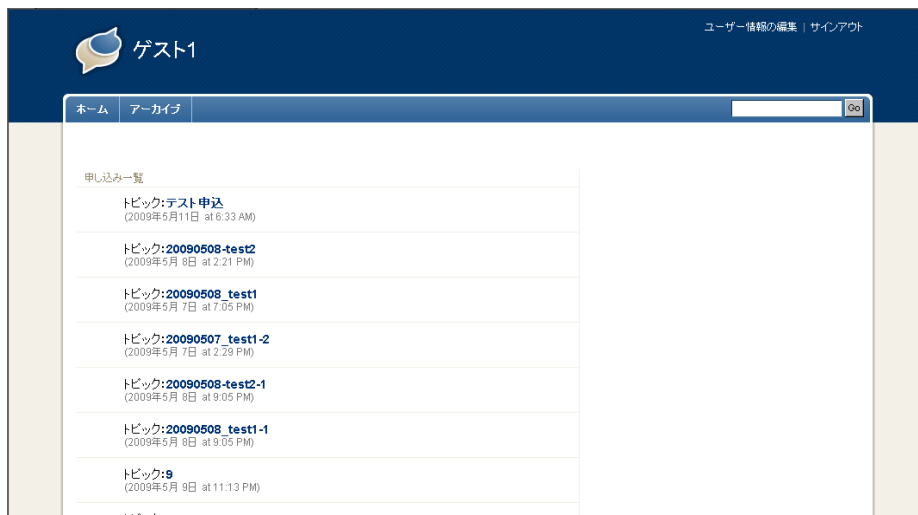 ユーザー情報の編集 | サインアウト
ゲスト1
ホーム アーカイブ
Go
申し込み一覧
トピック:テスト申込
(2009年5月11日 at 6:33 AM)
トピック:20090508-test2
(2009年5月 8日 at 2:21 PM)
トピック:20090508_test1
(2009年5月 7日 at 7:05 PM)
トピック:20090507_test1-2
(2009年5月 7日 at 2:29 PM)
トピック:20090508-test2-1
(2009年5月 8日 at 9:05 PM)
トピック:20090508_test1-1
(2009年5月 8日 at 9:05 PM)
トピック:9
(2009年5月 9日 at 11:13 PM)